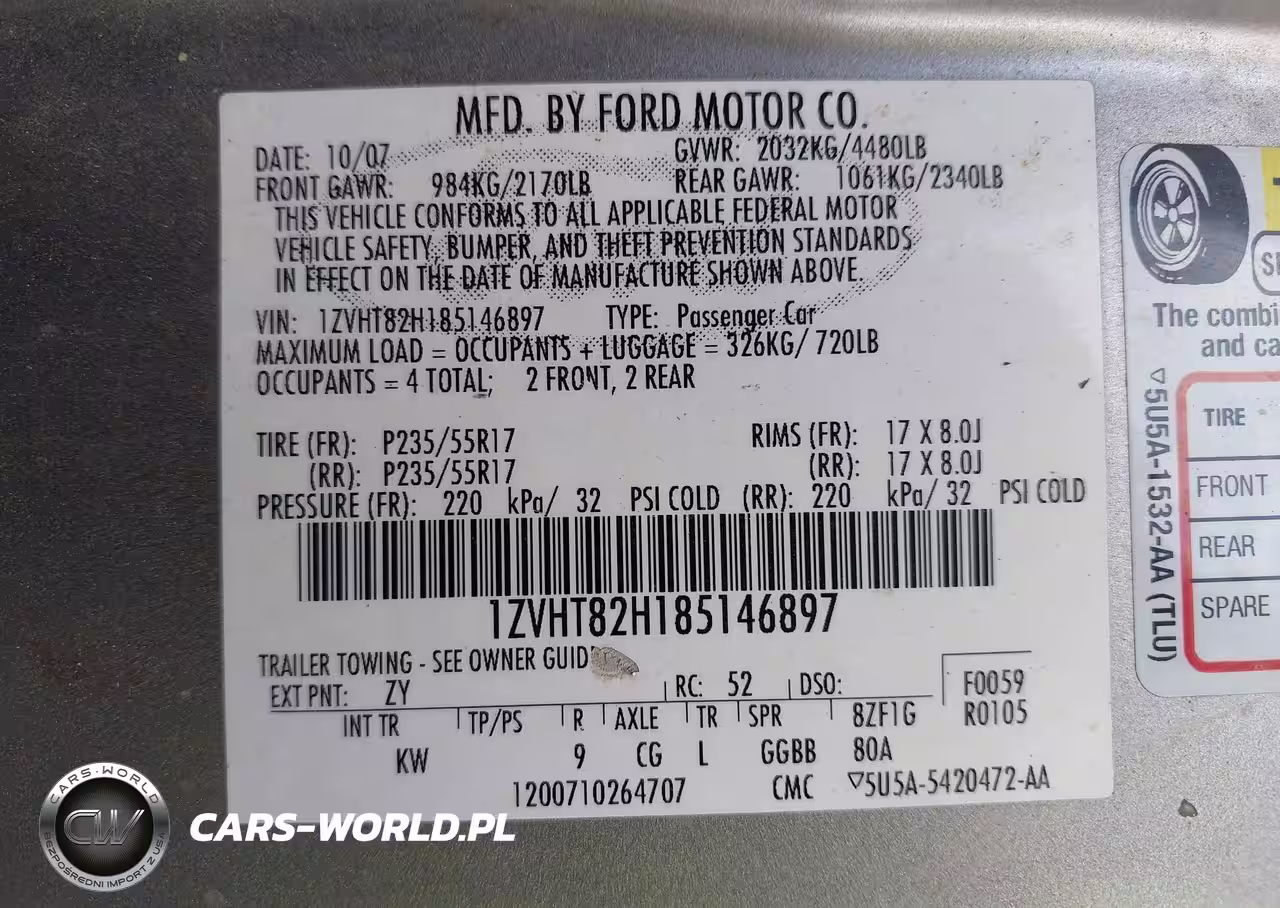 MFD. BY FORD MOTOR CO.
DATE: 10/07 GVWR: 2032KG/4480LB
FRONT GAWR: 984KG/2170LB REAR GAWR: 1061KG/2340LB
THIS VEHICLE CONFORMS TO ALL APPLICABLE FEDERAL MOTOR
VEHICLE SAFETY, BUMPER, AND THEFT PREVENTION STANDARDS
IN EFFECT ON THE DATE OF MANUFACTURE SHOWN ABOVE.
VIN: 1ZVHT82H185146897 TYPE: Passenger Car
MAXIMUM LOAD = OCCUPANTS + LUGGAGE = 326KG/ 720LB
OCCUPANTS = 4 TOTAL; 2 FRONT, 2 REAR
TIRE (FR): P235/55R17 RIMS (FR): 17 X 8.0J
(RR): P235/55R17 (RR): 17 X 8.0J
PRESSURE (FR): 220 kPa/ 32 PSI COLD (RR): 220 kPa/ 32 PSI COLD
1ZVHT82H185146897
TRAILER TOWING - SEE OWNER GUID
EXT PNT: ZY RC: 52 DSO: F0059
INT TR TP/PS R AXLE TR SPR 8ZF1G R0105
KW 9 CG L GGBB 80A
1200710264707 CMC ▽5U5A-5420472-AA
The combi
and ca
▽5U5A-1532-AA (TLU)
TIRE
FRONT
REAR
SPARE
CARS-WORLD
CW
BEZPOŚREDNI IMPORT Z USA
CARS-WORLD.PL